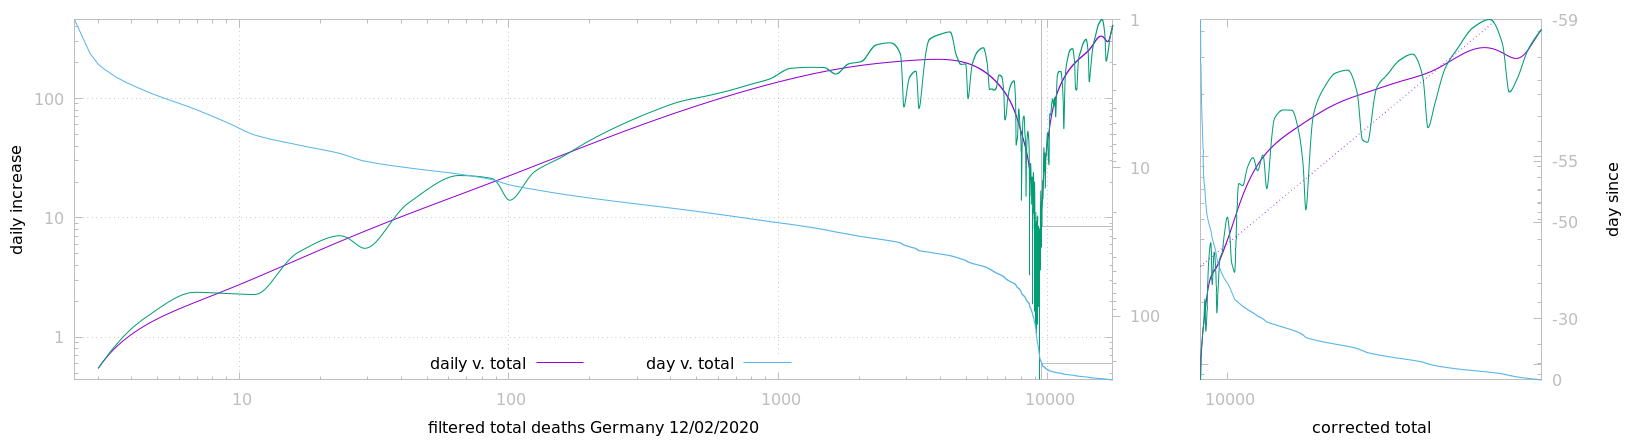 daily increase
100
10
1
daily v. total
day v. total
10
100
1000
10000
filtered total deaths Germany 12/02/2020
1
10
100
10000
corrected total
-59
-55
-50
-30
0
day since